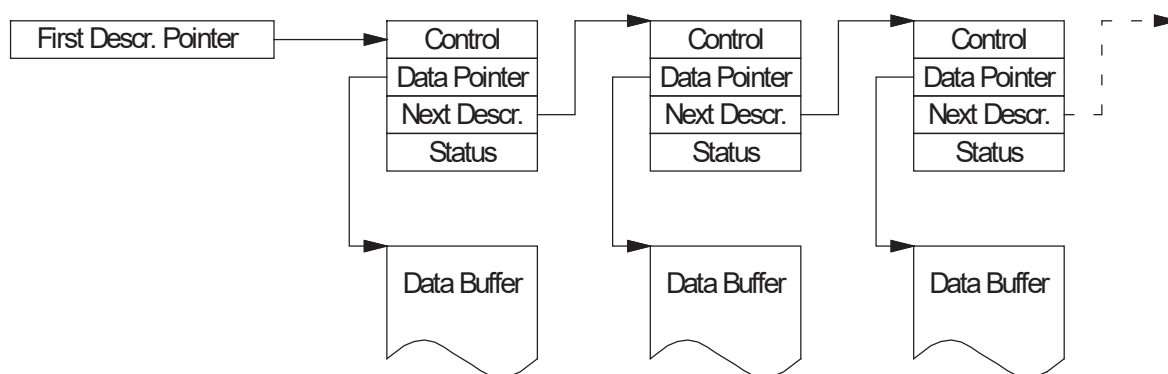 First Descr. Pointer
Control
Data Pointer
Next Descr.
Status
Data Buffer
Control
Data Pointer
Next Descr.
Status
Data Buffer
Control
Data Pointer
Next Descr.
Status
Data Buffer